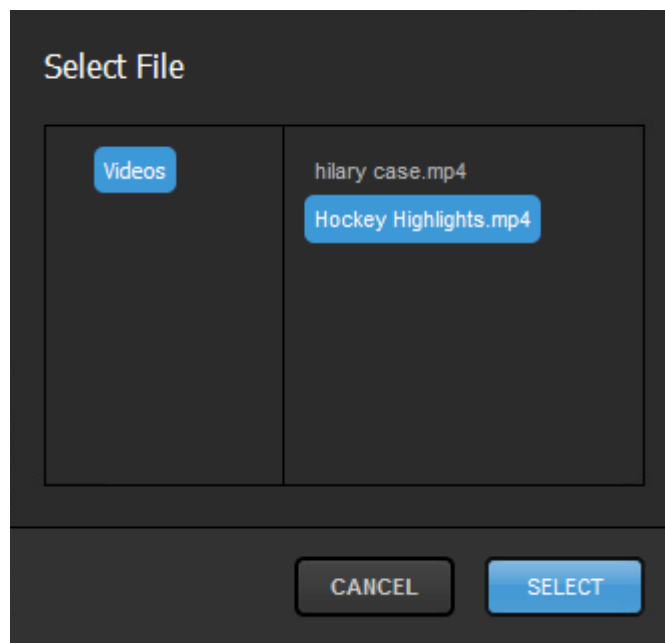 Select File
Videos
hilary case.mp4
Hockey Highlights.mp4
CANCEL
SELECT